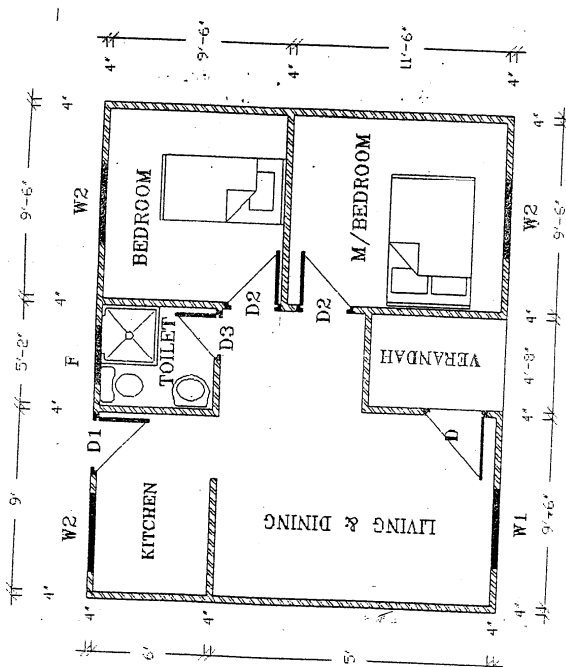 9'-6"
11'-6"
4"
4"
4"
4"
9'-6"
4"
5'-2"
4"
9'
4"
W2
F
D1
W2
BEDROOM
M/BEDROOM
TOILET
D2
D2
D3
VERANDAH
D
KITCHEN
LIVING & DINING
W2
W1
4"
9'-6"
4"
4'-8"
4"
9'-6"
4"
4"
6'
4"
5'
4"